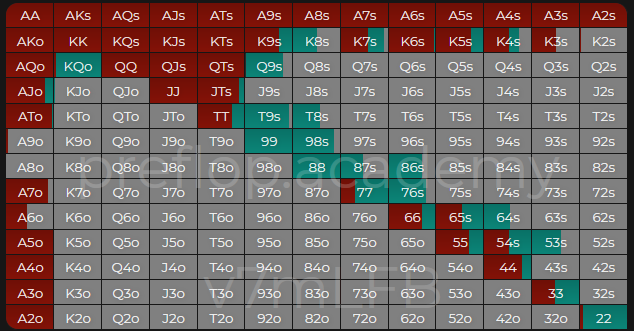 AA AKs AQs AJs ATs A9s A8s A7s A6s A5s A4s A3s A2s
AKo KK KQs KJs KTs K9s K8s K7s K6s K5s K4s K3s K2s
AQo KQo QQ QJs QTs Q9s Q8s Q7s Q6s Q5s Q4s Q3s Q2s
AJo KJo QJo JJ JTs J9s J8s J7s J6s J5s J4s J3s J2s
ATo KTo QTo JTo TT T9s T8s T7s T6s T5s T4s T3s T2s
A9o K9o Q9o J9o T9o 99 98s 97s 96s 95s 94s 93s 92s
A8o K8o Q8o J8o T8o 98o 88 87s 86s 85s 84s 83s 82s
preflop.academy
A7o K7o Q7o J7o T7o 97o 87o 77 76s 75s 74s 73s 72s
A6o K6o Q6o J6o T6o 96o 86o 76o 66 65s 64s 63s 62s
A5o K5o Q5o J5o T5o 95o 85o 75o 65o 55 54s 53s 52s
A4o K4o Q4o J4o T4o 94o 84o 74o 64o 54o 44 43s 42s
v7mLFB
A3o K3o Q3o J3o T3o 93o 83o 73o 63o 53o 43o 33 32s
A2o K2o Q2o J2o T2o 92o 82o 72o 62o 52o 42o 32o 22